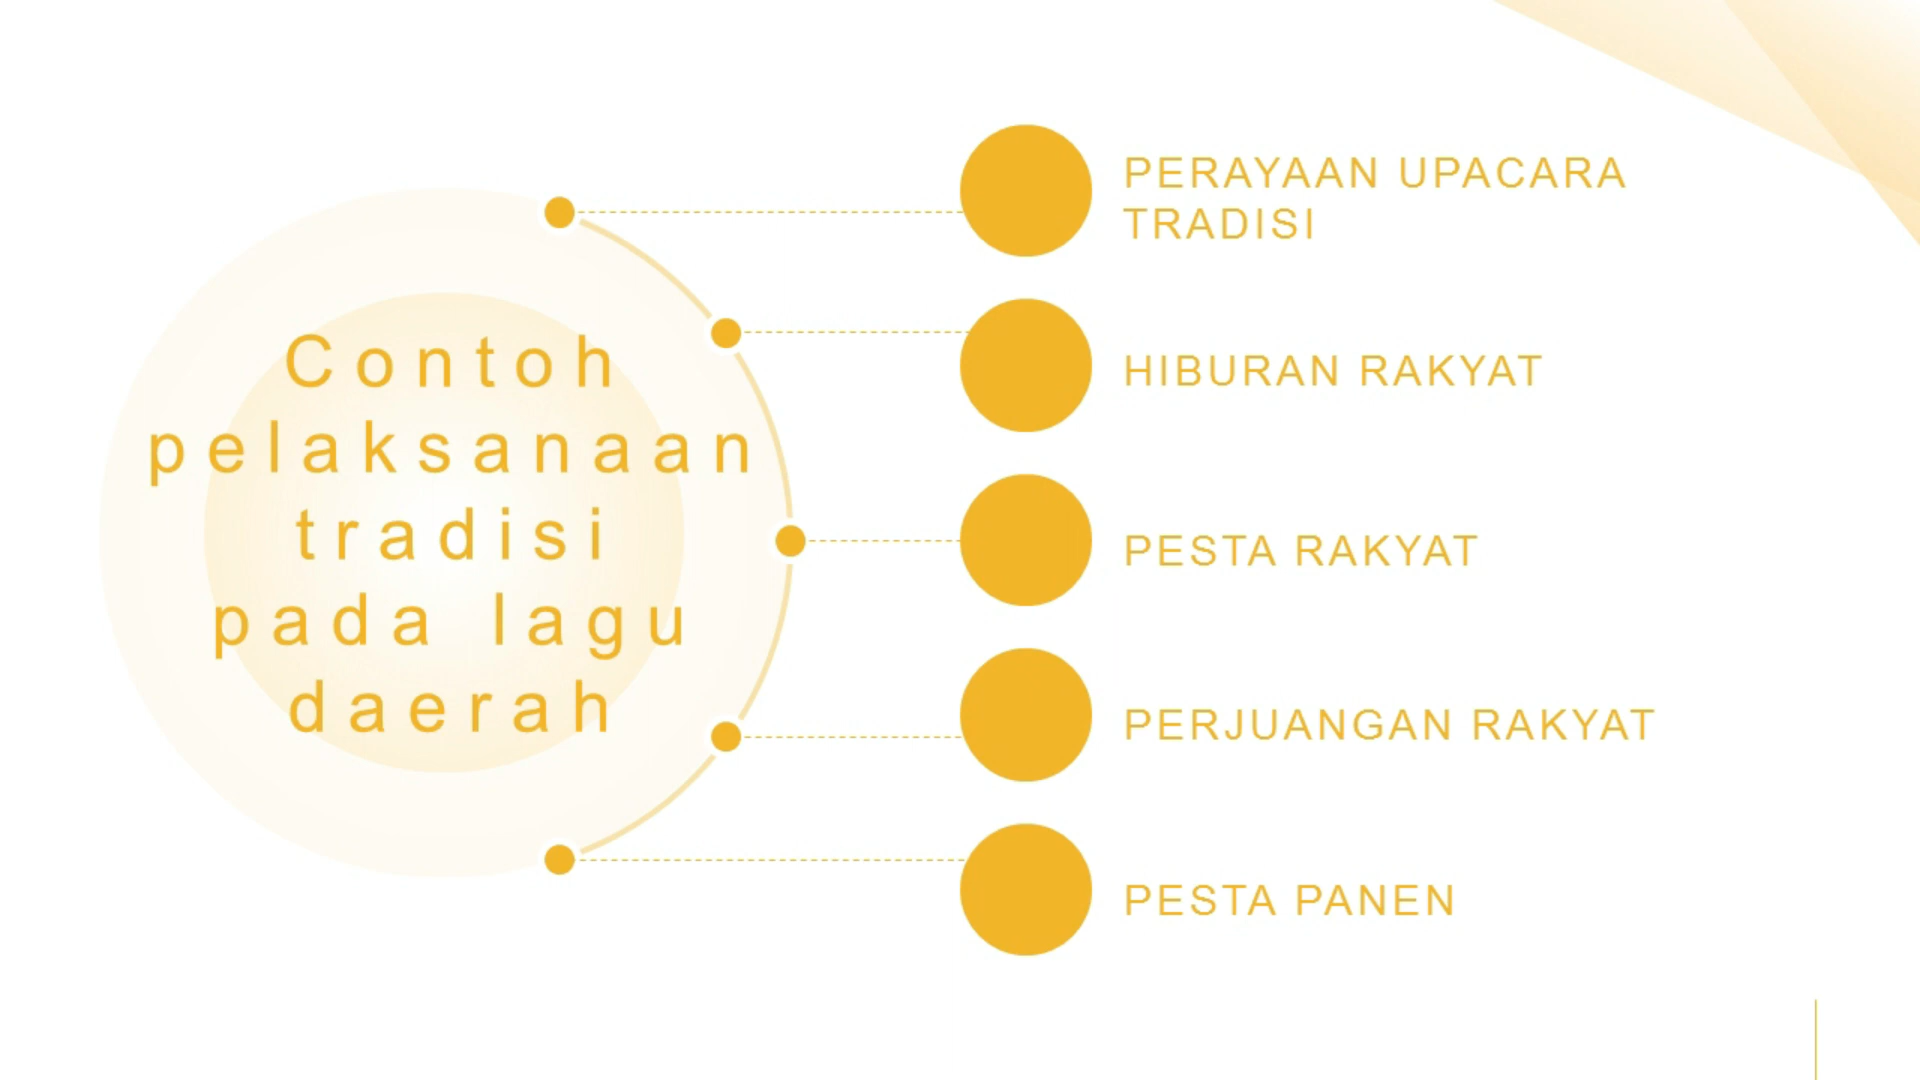 Contoh
pelaksanaan
tradisi
pada lagu
daerah
PERAYAAN UPACARA
TRADISI
HIBURAN RAKYAT
PESTA RAKYAT
PERJUANGAN RAKYAT
PESTA PANEN